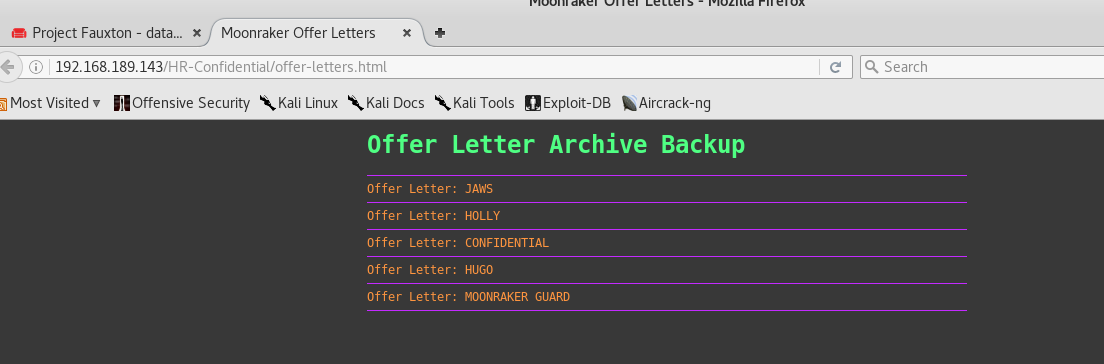 Moonraker Offer Letters - Mozilla Firefox
Project Fauxton - data... Moonraker Offer Letters
192.168.189.143/HR-Confidential/offer-letters.html Search
Most Visited Offensive Security Kali Linux Kali Docs Kali Tools Exploit-DB Aircrack-ng
Offer Letter Archive Backup
Offer Letter: JAWS
Offer Letter: HOLLY
Offer Letter: CONFIDENTIAL
Offer Letter: HUGO
Offer Letter: MOONRAKER GUARD